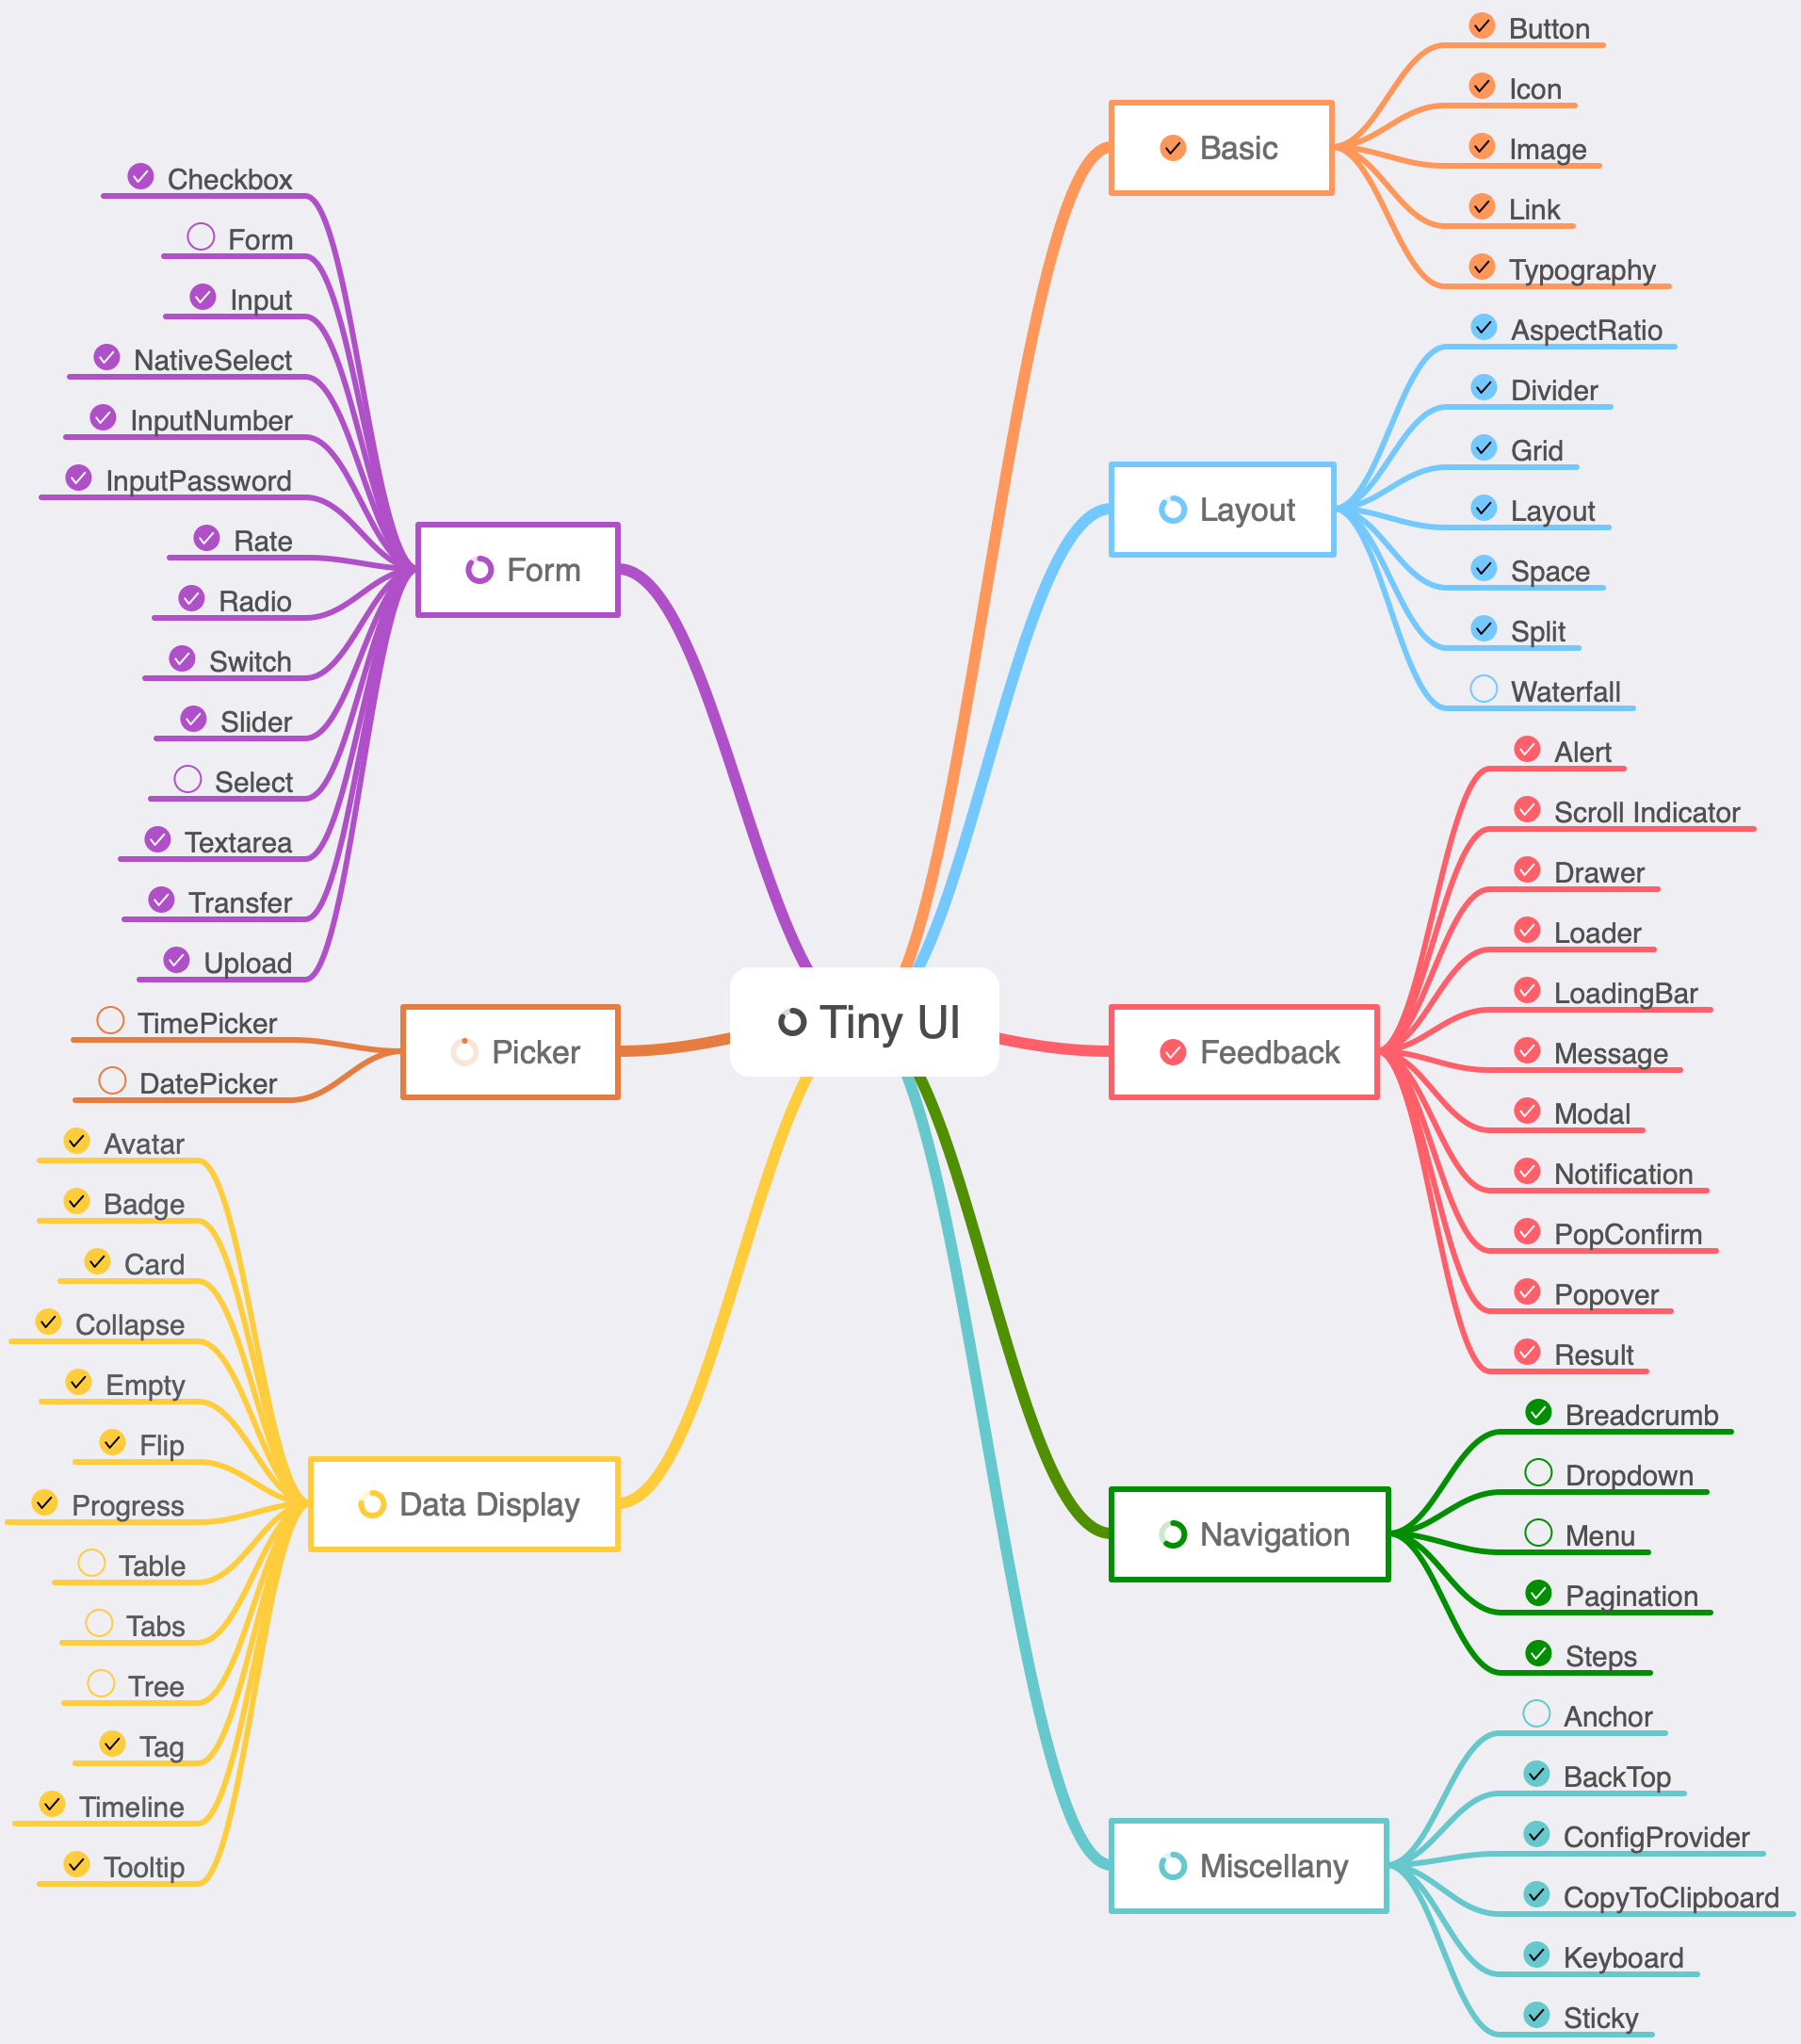 Tiny UI
Basic
Button
Icon
Image
Link
Typography
Layout
AspectRatio
Divider
Grid
Layout
Space
Split
Waterfall
Feedback
Alert
Scroll Indicator
Drawer
Loader
LoadingBar
Message
Modal
Notification
PopConfirm
Popover
Result
Navigation
Breadcrumb
Dropdown
Menu
Pagination
Steps
Miscellany
Anchor
BackTop
ConfigProvider
CopyToClipboard
Keyboard
Sticky
Form
Checkbox
Form
Input
NativeSelect
InputNumber
InputPassword
Rate
Radio
Switch
Slider
Select
Textarea
Transfer
Upload
Picker
TimePicker
DatePicker
Data Display
Avatar
Badge
Card
Collapse
Empty
Flip
Progress
Table
Tabs
Tree
Tag
Timeline
Tooltip